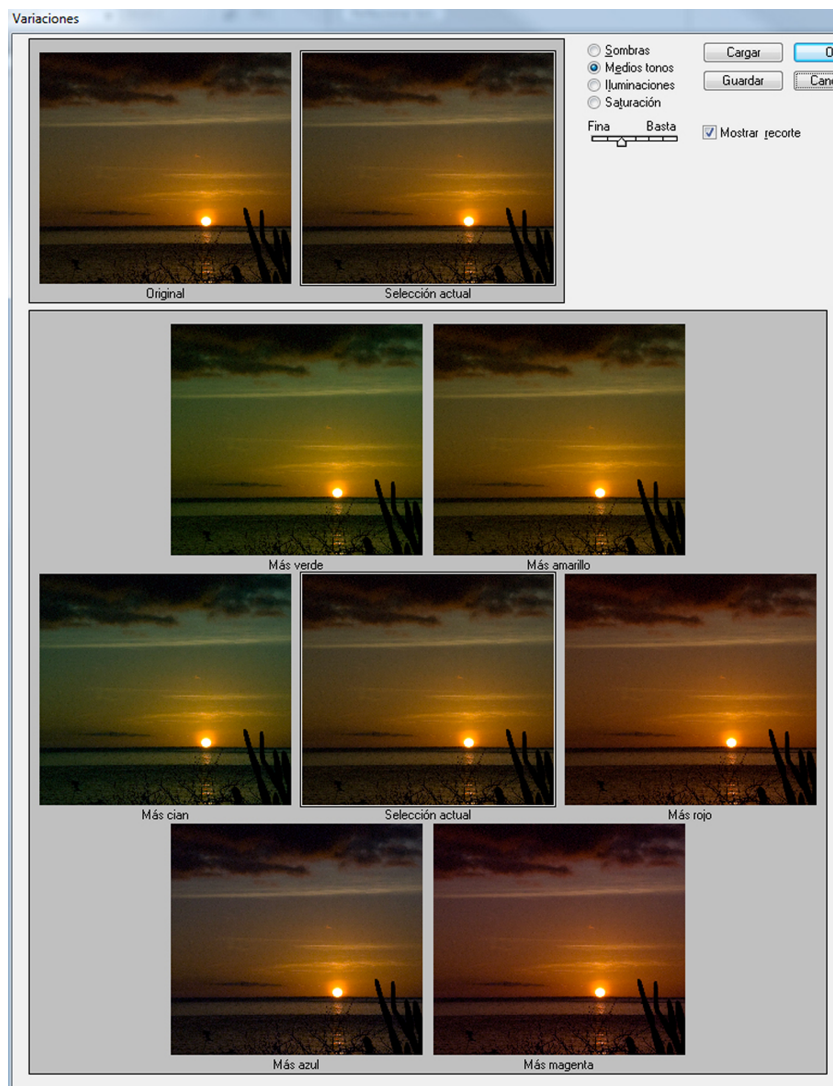 Variaciones
Original
Selección actual
Sombras
Medios tonos
Iluminaciones
Saturación
Fina Basta
Cargar
Guardar
Mostrar recorte
Más verde
Más amarillo
Más cian
Selección actual
Más rojo
Más azul
Más magenta